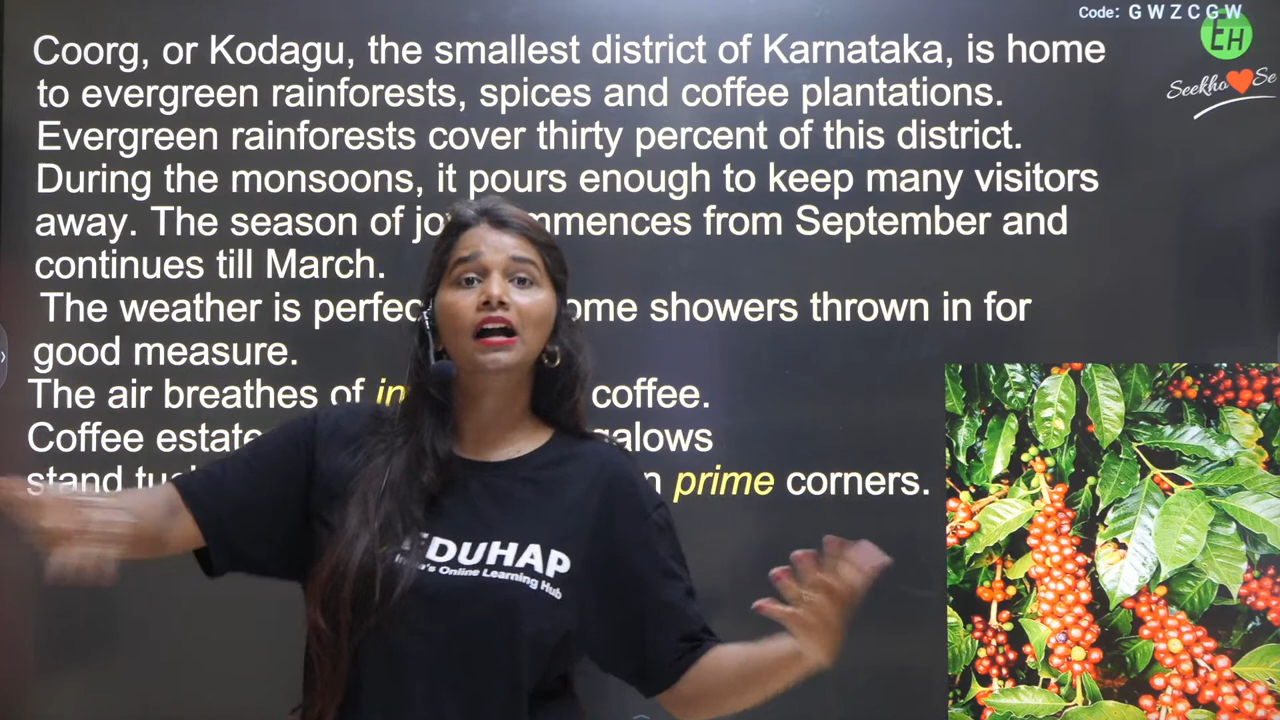 Code: G W Z C G W
EH
Seekho Se
Coorg, or Kodagu, the smallest district of Karnataka, is home
to evergreen rainforests, spices and coffee plantations.
Evergreen rainforests cover thirty percent of this district.
During the monsoons, it pours enough to keep many visitors
away. The season of joy mmences from September and
continues till March.
The weather is perfec ome showers thrown in for
good measure.
The air breathes of in coffee.
Coffee estate galows
stand tu n prime corners.
EDUHAP
India's Online Learning Hub